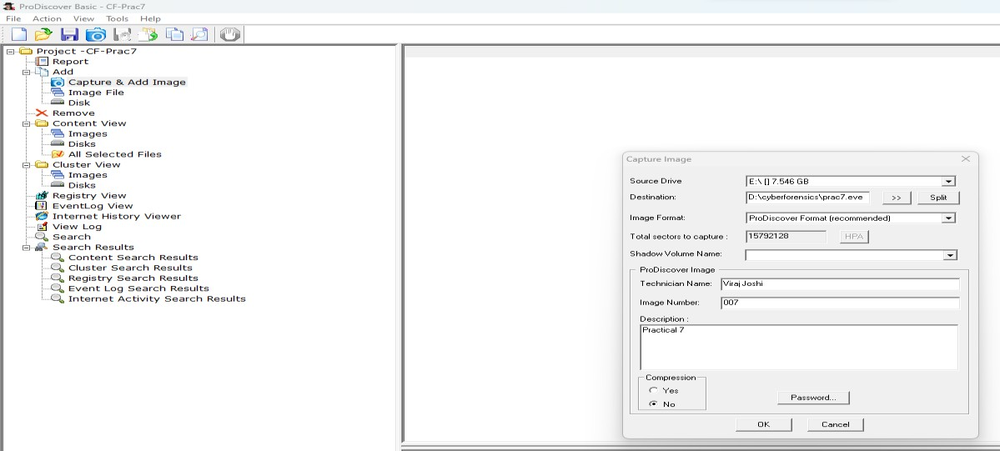 ProDiscover Basic - CF-Prac7
File Action View Tools Help
Project -CF-Prac7
Report
Add
Capture & Add Image
Image File
Disk
Remove
Content View
Images
Disks
All Selected Files
Cluster View
Images
Disks
Registry View
EventLog View
Internet History Viewer
View Log
Search
Search Results
Content Search Results
Cluster Search Results
Registry Search Results
Event Log Search Results
Internet Activity Search Results
Capture Image
Source Drive E:\ [] 7.546 GB
Destination: D:\cyberforensics\prac7.eve >> Split
Image Format: ProDiscover Format (recommended)
Total sectors to capture : 15792128 HPA
Shadow Volume Name:
ProDiscover Image
Technician Name: Viraj Joshi
Image Number: 007
Description :
Practical 7
Compression
Yes
No
Password...
OK Cancel